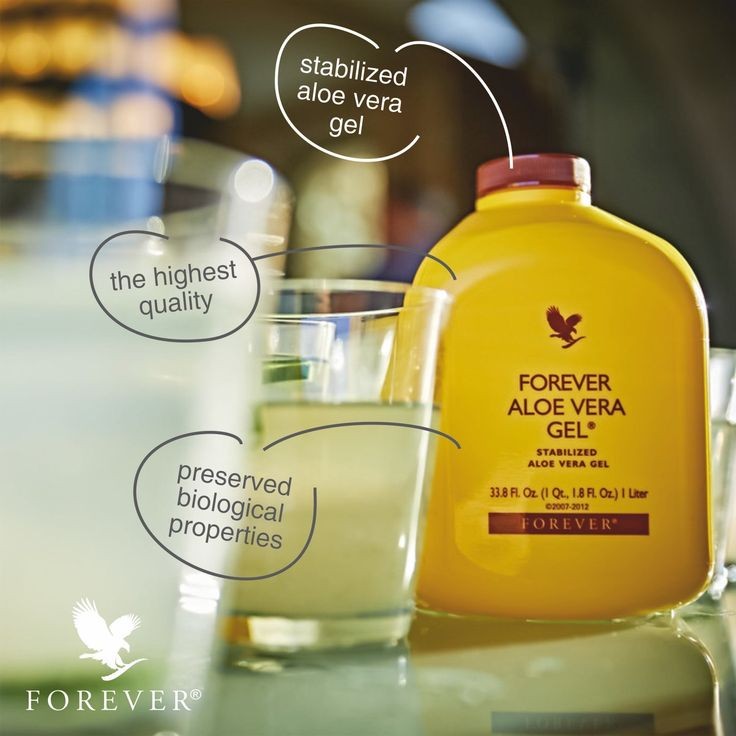 stabilized
aloe vera
gel
the highest
quality
preserved
biological
properties
FOREVER
ALOE VERA
GEL®
STABILIZED
ALOE VERA GEL
33.8 Fl. Oz. (1 Qt., 1.8 Fl. Oz.) 1 Liter
©2007-2012
FOREVER®
FOREVER®